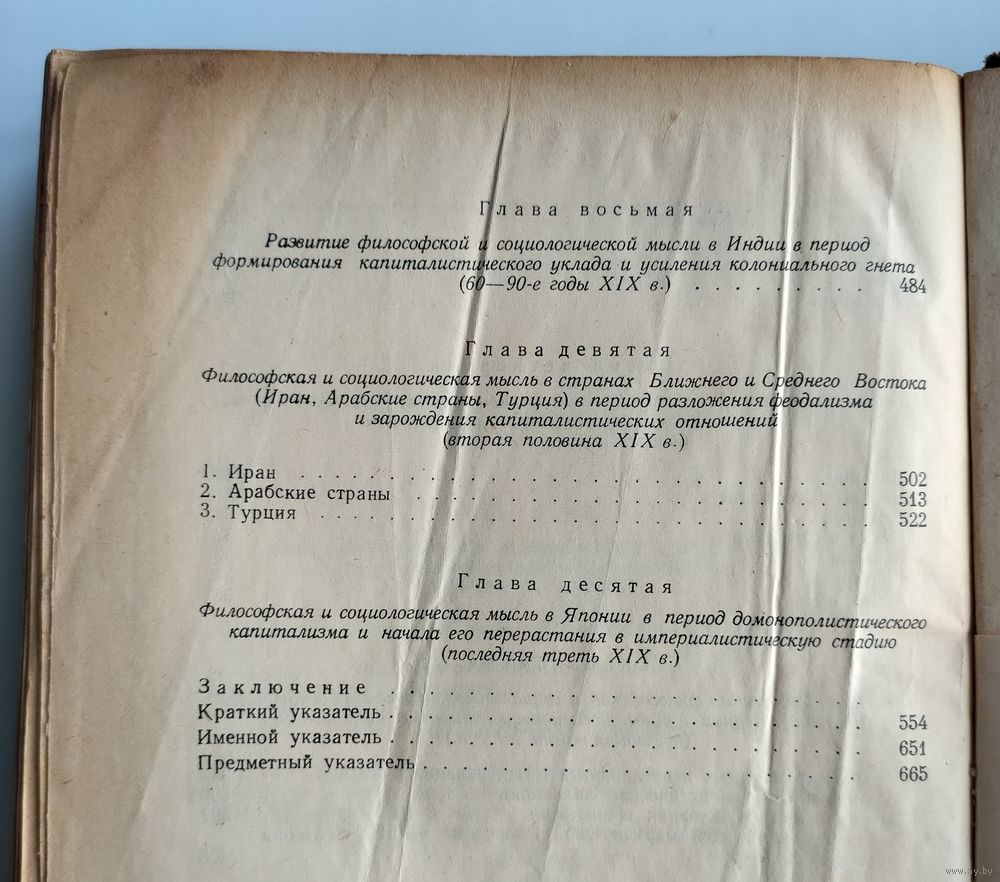 Глава восьмая
Развитие философской и социологической мысли в Индии в период
формирования капиталистического уклада и усиления колониального гнета
(60—90-е годы XIX в.) . . . . . . . . . 484
Глава девятая
Философская и социологическая мысль в странах Ближнего и Среднего Востока
(Иран, Арабские страны, Турция) в период разложения феодализма
и зарождения капиталистических отношений
(вторая половина XIX в.)
1. Иран . . . . . . . . . . . . . . . . . . . . . . . . . . . 502
2. Арабские страны . . . . . . . . . . . . . . . . . . . . . 513
3. Турция . . . . . . . . . . . . . . . . . . . . . . . . . . 522
Глава десятая
Философская и социологическая мысль в Японии в период домонополистического
капитализма и начала его перерастания в империалистическую стадию
(последняя треть XIX в.)
Заключение . . . . . . . . . . . . . . . . . . . . . . .
Краткий указатель . . . . . . . . . . . . . . . . . . . . . . 554
Именной указатель . . . . . . . . . . . . . . . . . . . . . . 651
Предметный указатель . . . . . . . . . . . . . . . . . . . . 665
www.ay.by